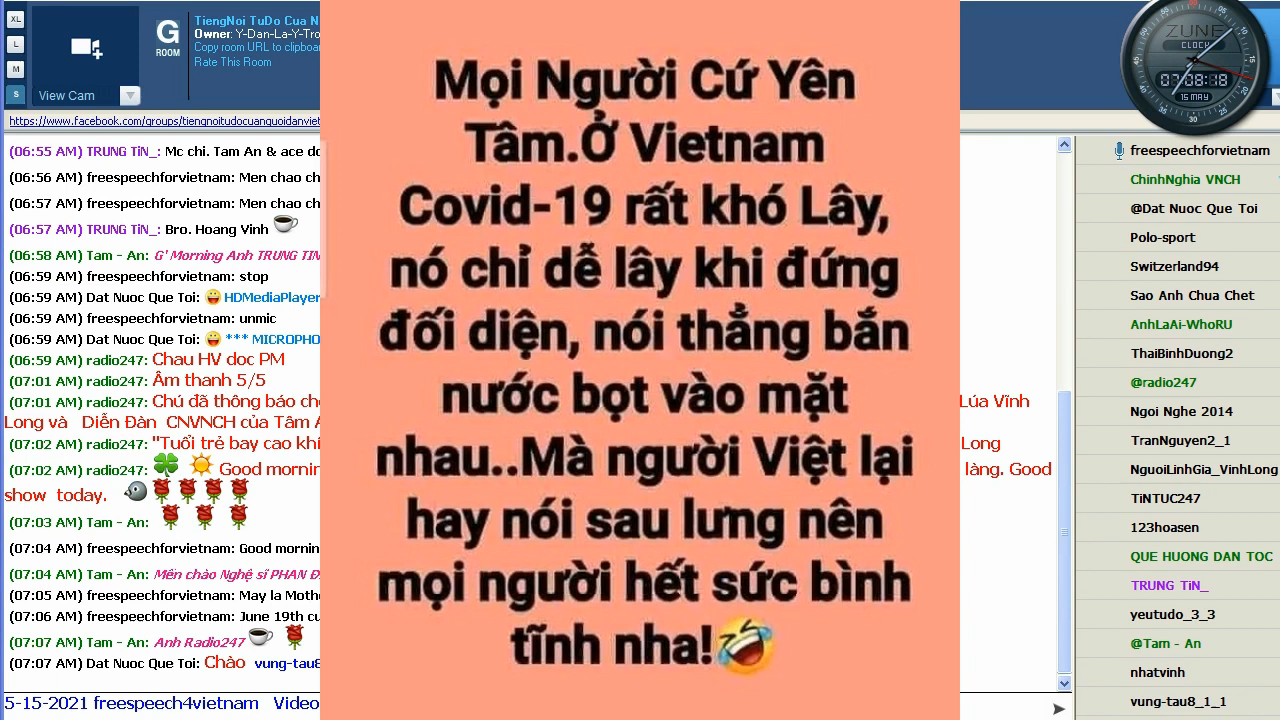 XL
L
M
S
View Cam
G
ROOM
TiengNoi TuDo Cua N
Owner: Y-Dan-La-Y-Tro
Copy room URL to clipboa
Rate This Room
https://www.facebook.com/groups/tiengnoitudocuanguoidanviet
(06:55 AM) TRUNG TiN_: Mc chi. Tam An & ace do
(06:56 AM) freespeechforvietnam: Men chao ch
(06:57 AM) freespeechforvietnam: Men chao ch
(06:57 AM) TRUNG TiN_: Bro. Hoang Vinh
(06:58 AM) Tam - An: G'Morning Anh TRUNG TIN
(06:59 AM) freespeechforvietnam: stop
(06:59 AM) Dat Nuoc Que Toi: HDMediaPlayer
(06:59 AM) freespeechforvietnam: unmic
(06:59 AM) Dat Nuoc Que Toi: *** MICROPHO
(06:59 AM) radio247: Chau HV doc PM
(07:01 AM) radio247: Âm thanh 5/5
(07:01 AM) radio247: Chú đã thông báo cho Lúa Vĩnh
Long và Diễn Đàn CNVNCH của Tâm A
(07:02 AM) radio247: "Tuổi trẻ bay cao khí Long
(07:02 AM) radio247: Good mornin làng. Good
show today.
(07:03 AM) Tam - An:
(07:04 AM) freespeechforvietnam: Good mornin
(07:04 AM) Tam - An: Mên chào Nghệ sĩ PHAN Đ
(07:05 AM) freespeechforvietnam: May la Moth
(07:06 AM) freespeechforvietnam: June 19th cu
(07:07 AM) Tam - An: Anh Radio247
(07:07 AM) Dat Nuoc Que Toi: Chào vung-tau8
5-15-2021 freespeech4vietnam Video
Mọi Người Cứ Yên
Tâm.Ở Vietnam
Covid-19 rất khó Lây,
nó chỉ dễ lây khi đứng
đối diện, nói thẳng bắn
nước bọt vào mặt
nhau..Mà người Việt lại
hay nói sau lưng nên
mọi người hết sức bình
tĩnh nha!
ZUNE
CLOCK
07:08:18
15 MAY
freespeechforvietnam
ChinhNghia VNCH
@Dat Nuoc Que Toi
Polo-sport
Switzerland94
Sao Anh Chua Chet
AnhLaAi-WhoRU
ThaiBinhDuong2
@radio247
Ngoi Nghe 2014
TranNguyen2_1
NguoiLinhGia_VinhLong
TiNTUC247
123hoasen
QUE HUONG DAN TOC
TRUNG TiN_
yeutudo_3_3
@Tam - An
nhatvinh
vung-tau8_1_1